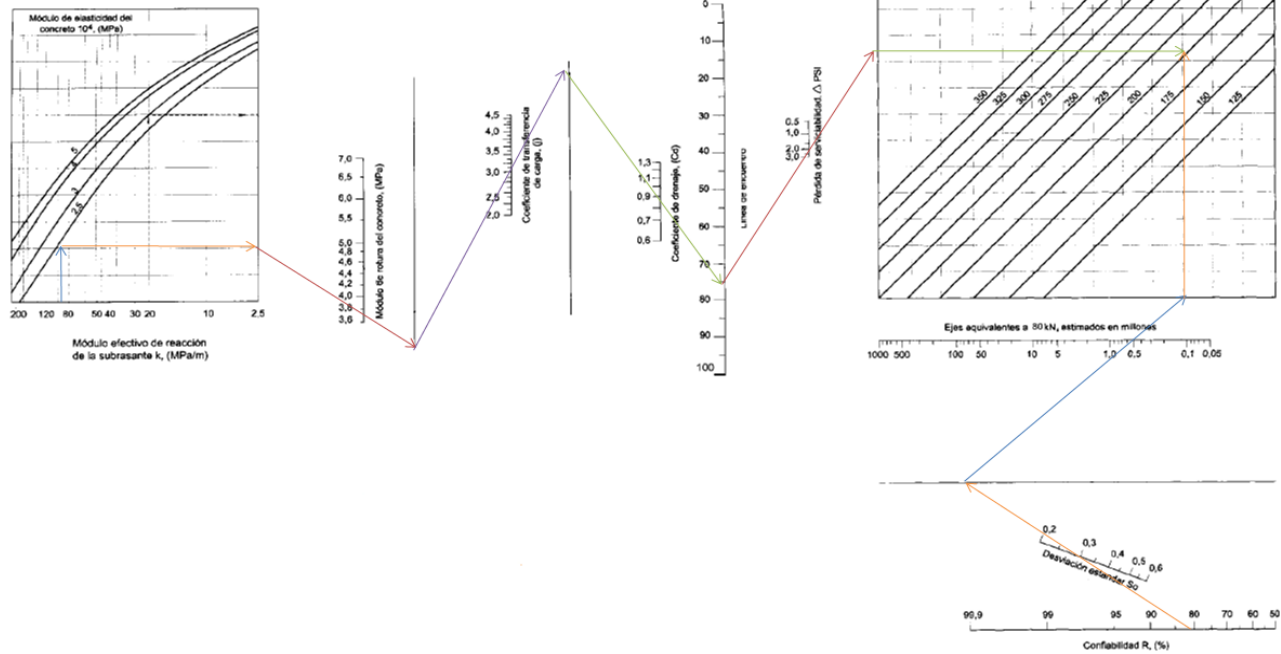 Módulo de elasticidad del
concreto 10⁴, (MPa)
5
4
3
2,5
200 120 80 50 40 30 20 10 2,5
Módulo efectivo de reacción
de la subrasante k, (MPa/m)
7,0
6,5
6,0
5,5
5,0
4,8
4,6
4,4
4,2
4,0
3,8
3,6
Módulo de rotura del concreto, (MPa)
4,5
4,0
3,5
3,0
2,5
2,0
Coeficiente de transferencia
de carga, (j)
1,3
1,1
0,9
0,7
0,6
Coeficiente de drenaje, (Cd)
0
10
20
30
40
50
60
70
80
90
100
Línea de encuentro
0.5
1,0
2,0
3,0
Pérdida de serviciabilidad, △ PSI
350 325 300 275 250 225 200 175 150 125
Ejes equivalentes a 80 kN, estimados en millones
1000 500 100 50 10 5 1,0 0,5 0,1 0,05
0,2
0,3
0,4
0,5
0,6
Desviación estandar So
99,9 99 95 90 80 70 60 50
Confiabilidad R, (%)